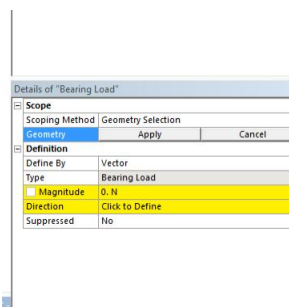 Details of "Bearing Load"
Scope
Scoping Method Geometry Selection
Geometry Apply Cancel
Definition
Define By Vector
Type Bearing Load
Magnitude 0. N
Direction Click to Define
Suppressed No